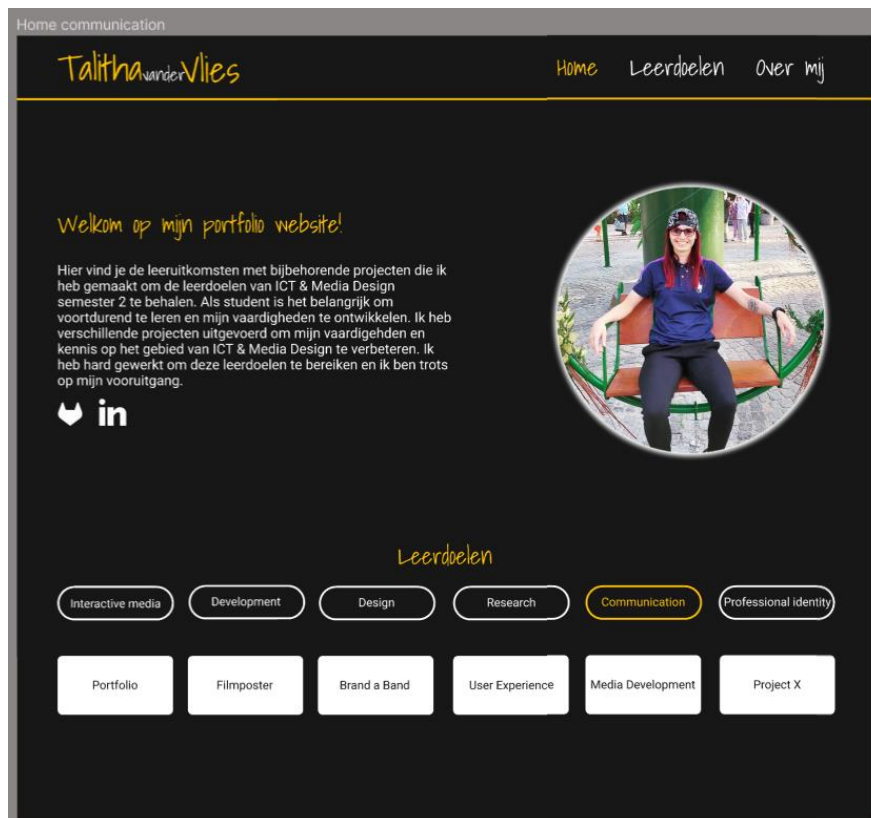 Home communication
Talitha van der Vlies
Home Leerdoelen Over mij
Welkom op mijn portfolio website!
Hier vind je de leeruitkomsten met bijbehorende projecten die ik
heb gemaakt om de leerdoelen van ICT & Media Design
semester 2 te behalen. Als student is het belangrijk om
voortdurend te leren en mijn vaardigheden te ontwikkelen. Ik heb
verschillende projecten uitgevoerd om mijn vaardigehden en
kennis op het gebied van ICT & Media Design te verbeteren. Ik
heb hard gewerkt om deze leerdoelen te bereiken en ik ben trots
op mijn vooruitgang.
in
Leerdoelen
Interactive media Development Design Research Communication Professional identity
Portfolio Filmposter Brand a Band User Experience Media Development Project X